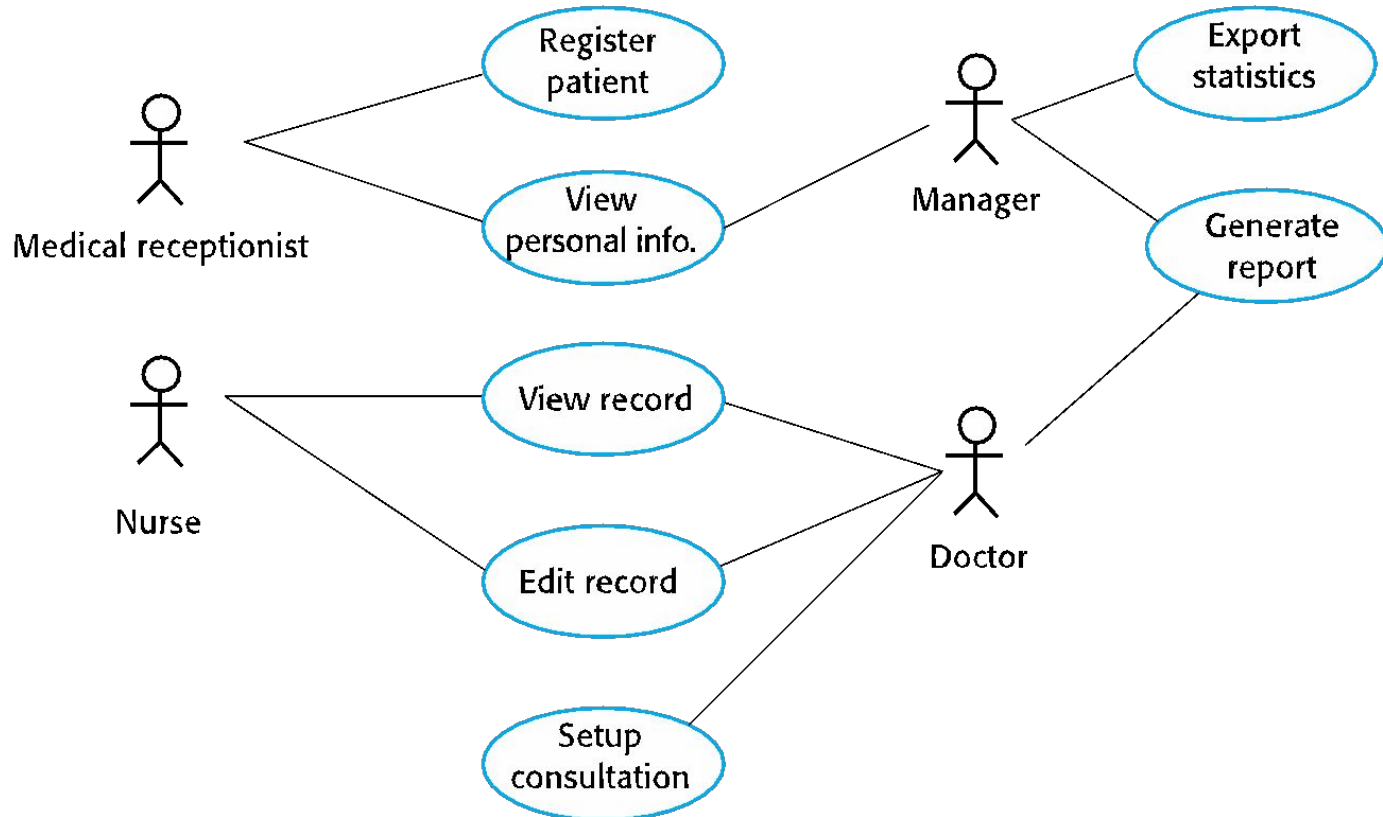 Register
patient
Export
statistics
Medical receptionist
View
personal info.
Manager
Generate
report
View record
Nurse
Edit record
Doctor
Setup
consultation